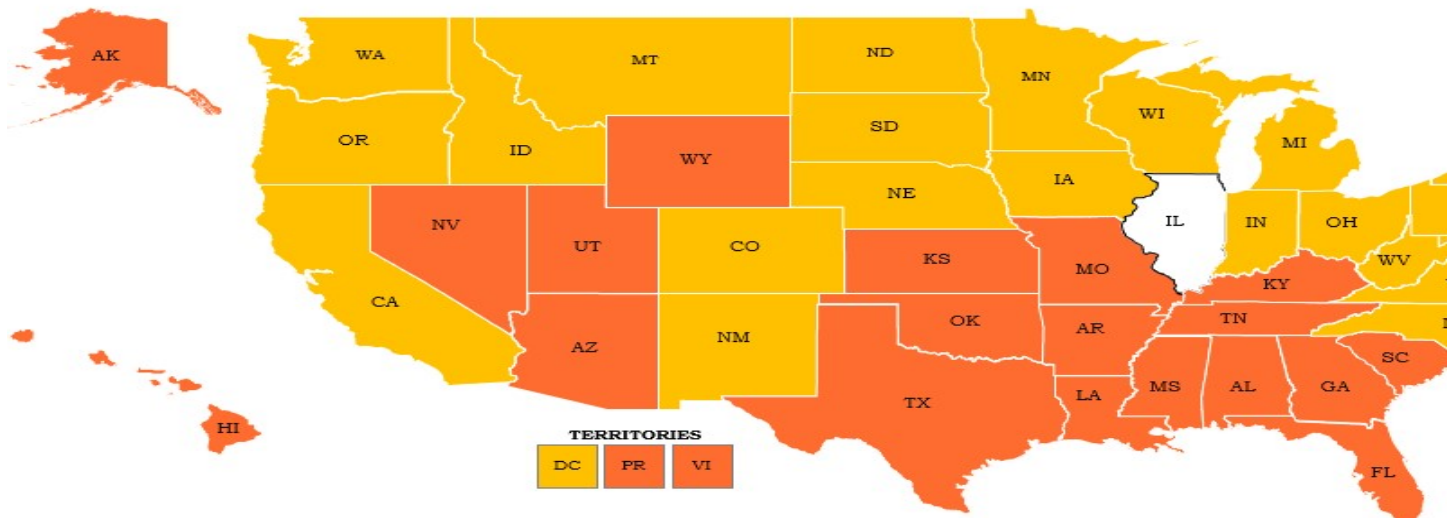 AK
WA
MT
ND
MN
OR
ID
SD
WI
MI
WY
IA
NE
NV
UT
CO
IL
IN
OH
KS
MO
WV
KY
CA
AZ
NM
OK
AR
TN
N
TX
LA
MS
AL
GA
SC
HI
FL
TERRITORIES
DC PR VI